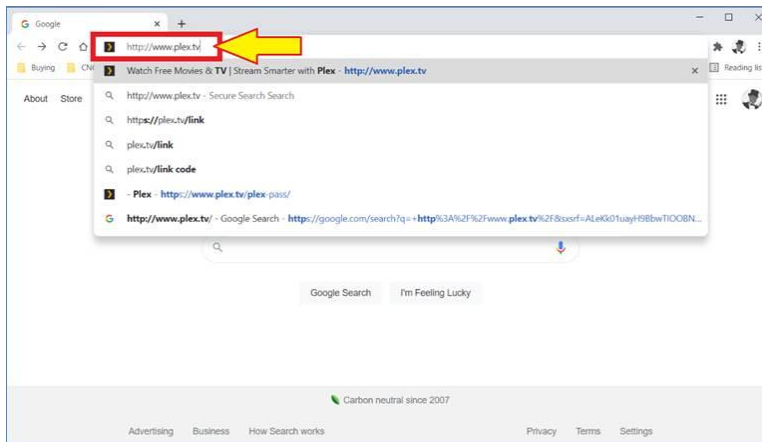 Google
http://www.plex.tv
Buying
CNC
Reading lis
Watch Free Movies & TV | Stream Smarter with Plex - http://www.plex.tv
About Store
http://www.plex.tv - Secure Search Search
https://plex.tv/link
plex.tv/link
plex.tv/link code
- Plex - https://www.plex.tv/plex-pass/
http://www.plex.tv/ - Google Search - https://google.com/search?q=+http%3A%2F%2Fwww.plex.tv%2F&sxsrf=
Google Search I'm Feeling Lucky
Carbon neutral since 2007
Advertising Business How Search works Privacy Terms Settings